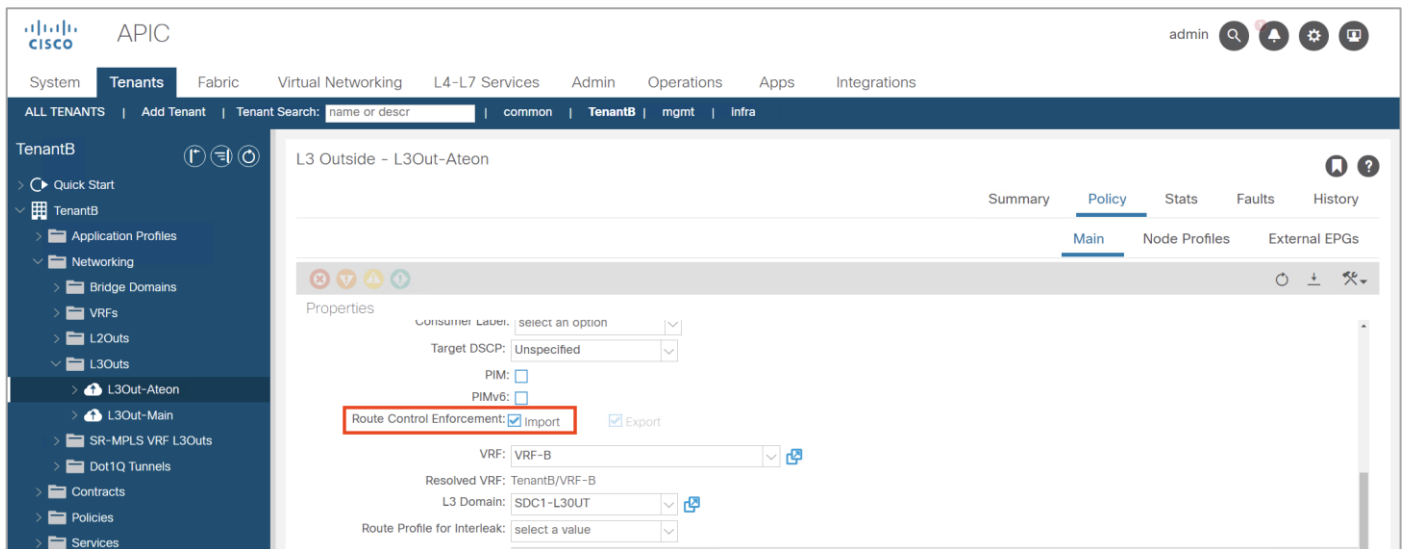 CISCO APIC admin
System Tenants Fabric Virtual Networking L4-L7 Services Admin Operations Apps Integrations
ALL TENANTS | Add Tenant | Tenant Search: name or descr | common | TenantB | mgmt | infra
TenantB
Quick Start
TenantB
Application Profiles
Networking
Bridge Domains
VRFs
L2Outs
L3Outs
L3Out-Ateon
L3Out-Main
SR-MPLS VRF L3Outs
Dot1Q Tunnels
Contracts
Policies
Services
L3 Outside - L3Out-Ateon
Summary Policy Stats Faults History
Main Node Profiles External EPGs
Properties
Consumer Label: select an option
Target DSCP: Unspecified
PIM:
PIMv6:
Route Control Enforcement: Import Export
VRF: VRF-B
Resolved VRF: TenantB/VRF-B
L3 Domain: SDC1-L30UT
Route Profile for Interleak: select a value